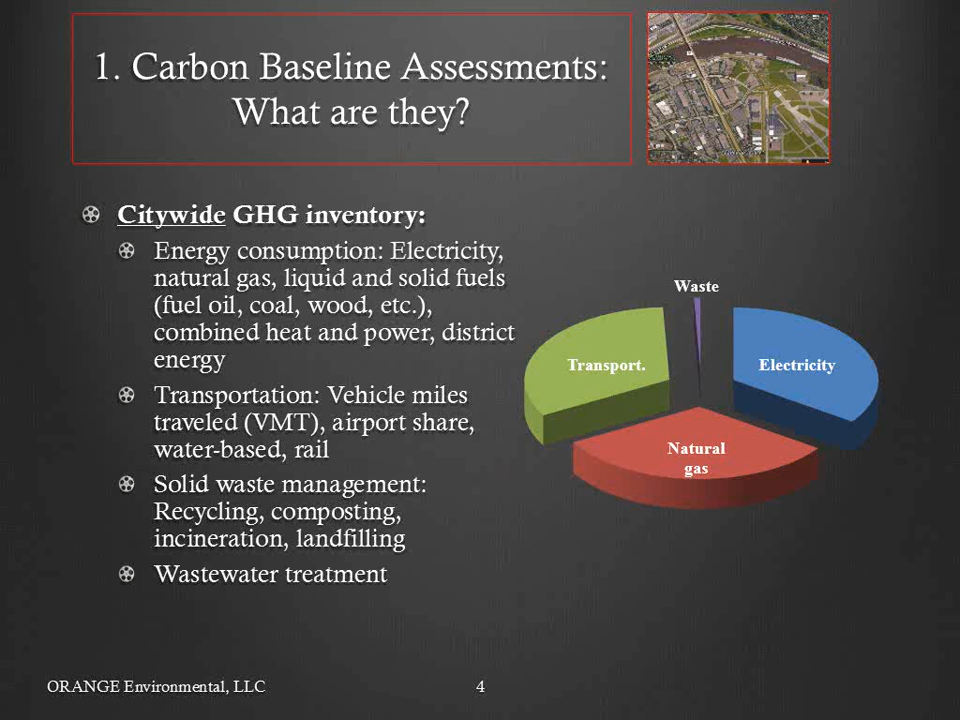 1. Carbon Baseline Assessments:
What are they?
Citywide GHG inventory:
Energy consumption: Electricity,
natural gas, liquid and solid fuels
(fuel oil, coal, wood, etc.),
combined heat and power, district
energy
Transportation: Vehicle miles
traveled (VMT), airport share,
water-based, rail
Solid waste management:
Recycling, composting,
incineration, landfilling
Wastewater treatment
Waste
Transport.
Electricity
Natural
gas
ORANGE Environmental, LLC
4